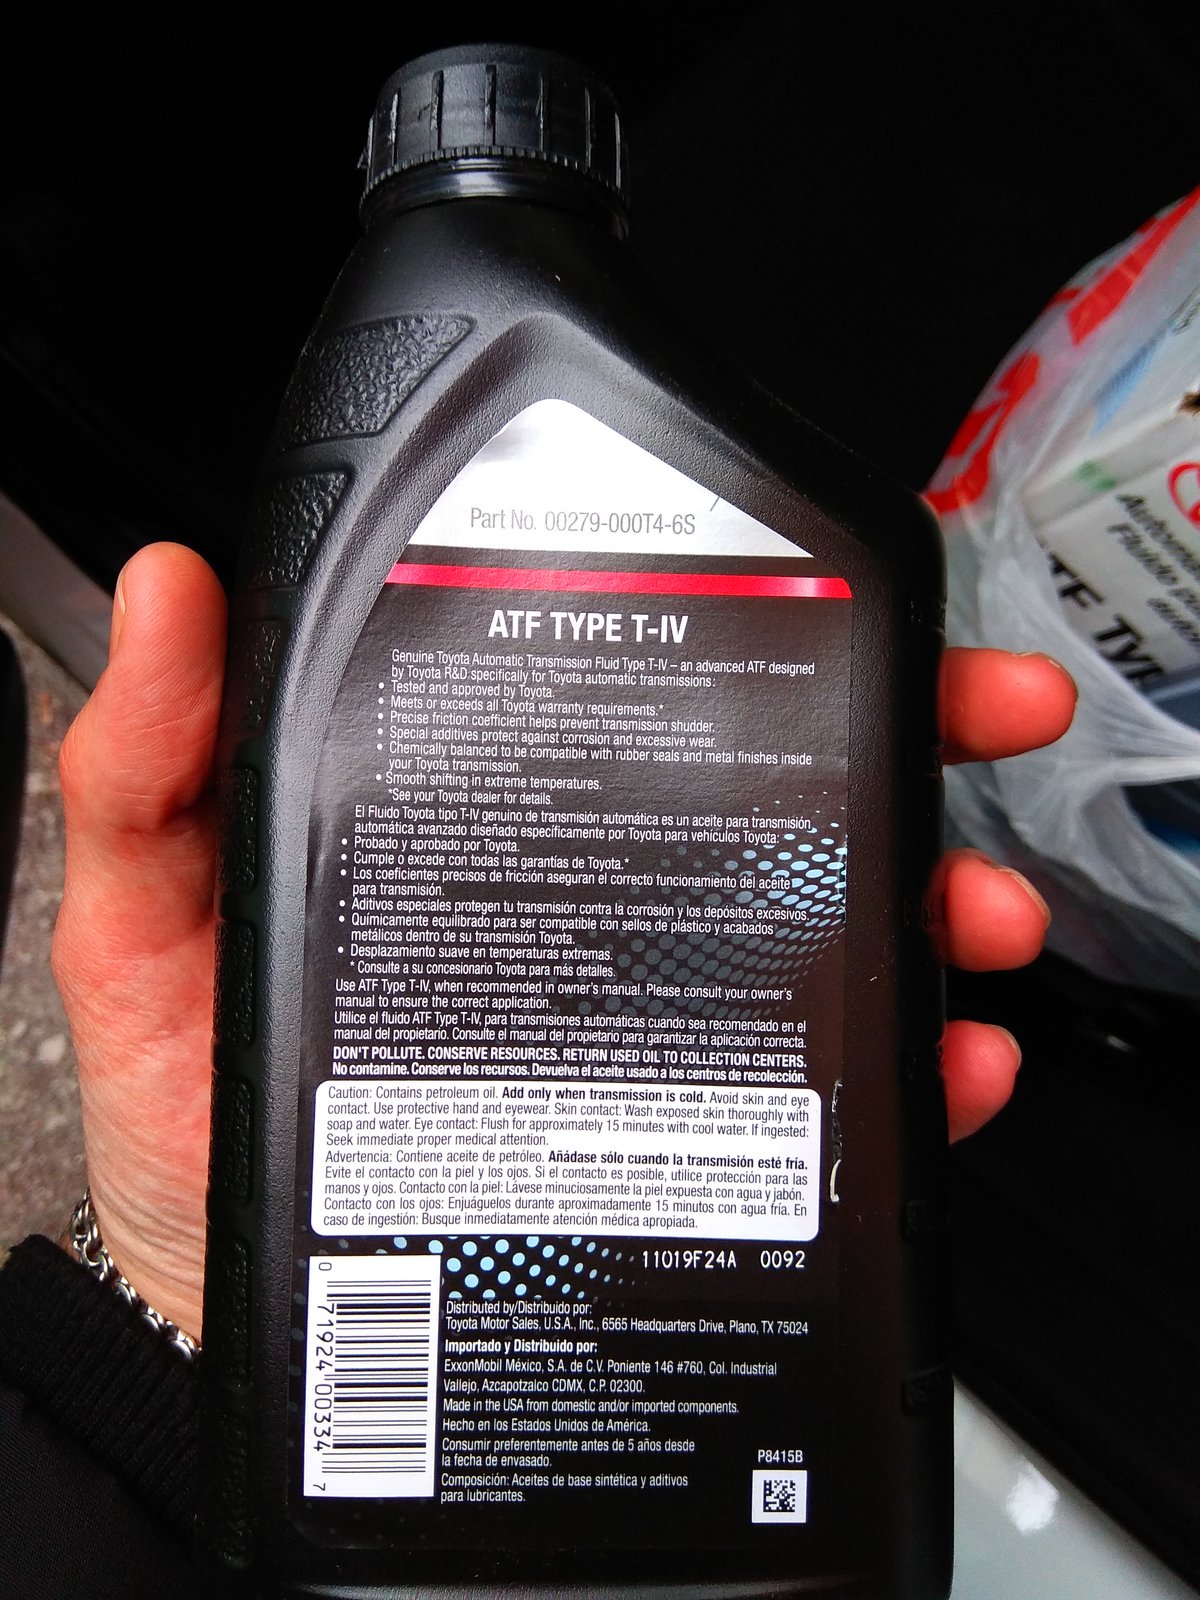 Part No. 00279-000T4-6S
ATF TYPE T-IV
Genuine Toyota Automatic Transmission Fluid Type T-IV – an advanced ATF designed
by Toyota R&D specifically for Toyota automatic transmissions:
• Tested and approved by Toyota.
• Meets or exceeds all Toyota warranty requirements.*
• Precise friction coefficient helps prevent transmission shudder.
• Special additives protect against corrosion and excessive wear.
• Chemically balanced to be compatible with rubber seals and metal finishes inside
your Toyota transmission.
• Smooth shifting in extreme temperatures.
*See your Toyota dealer for details.
El Fluido Toyota tipo T-IV genuino de transmisión automática es un aceite para transmisión
automática avanzado diseñado específicamente por Toyota para vehículos Toyota:
• Probado y aprobado por Toyota.
• Cumple o excede con todas las garantías de Toyota.*
• Los coeficientes precisos de fricción aseguran el correcto funcionamiento del aceite
para transmisión.
• Aditivos especiales protegen tu transmisión contra la corrosión y los depósitos excesivos.
• Químicamente equilibrado para ser compatible con sellos de plástico y acabados
metálicos dentro de su transmisión Toyota.
• Desplazamiento suave en temperaturas extremas.
* Consulte a su concesionario Toyota para más detalles.
Use ATF Type T-IV, when recommended in owner's manual. Please consult your owner's
manual to ensure the correct application.
Utilice el fluido ATF Type T-IV, para transmisiones automáticas cuando sea recomendado en el
manual del propietario. Consulte el manual del propietario para garantizar la aplicación correcta.
DON'T POLLUTE. CONSERVE RESOURCES. RETURN USED OIL TO COLLECTION CENTERS.
No contamine. Conserve los recursos. Devuelva el aceite usado a los centros de recolección.
Caution: Contains petroleum oil. Add only when transmission is cold. Avoid skin and eye
contact. Use protective hand and eyewear. Skin contact: Wash exposed skin thoroughly with
soap and water. Eye contact: Flush for approximately 15 minutes with cool water. If ingested:
Seek immediate proper medical attention.
Advertencia: Contiene aceite de petróleo. Añádase sólo cuando la transmisión esté fría.
Evite el contacto con la piel y los ojos. Si el contacto es posible, utilice protección para las
manos y ojos. Contacto con la piel: Lávese minuciosamente la piel expuesta con agua y jabón.
Contacto con los ojos: Enjuáguelos durante aproximadamente 15 minutos con agua fría. En
caso de ingestión: Busque inmediatamente atención médica apropiada.
11019F24A 0092
0 71924 00334 7
Distributed by/Distribuido por:
Toyota Motor Sales, U.S.A., Inc., 6565 Headquarters Drive, Plano, TX 75024
Importado y Distribuido por:
ExxonMobil México, S.A. de C.V. Poniente 146 #760, Col. Industrial
Vallejo, Azcapotzalco CDMX, C.P. 02300.
Made in the USA from domestic and/or imported components.
Hecho en los Estados Unidos de América.
Consumir preferentemente antes de 5 años desde
la fecha de envasado.
Composición: Aceites de base sintética y aditivos
para lubricantes.
P8415B